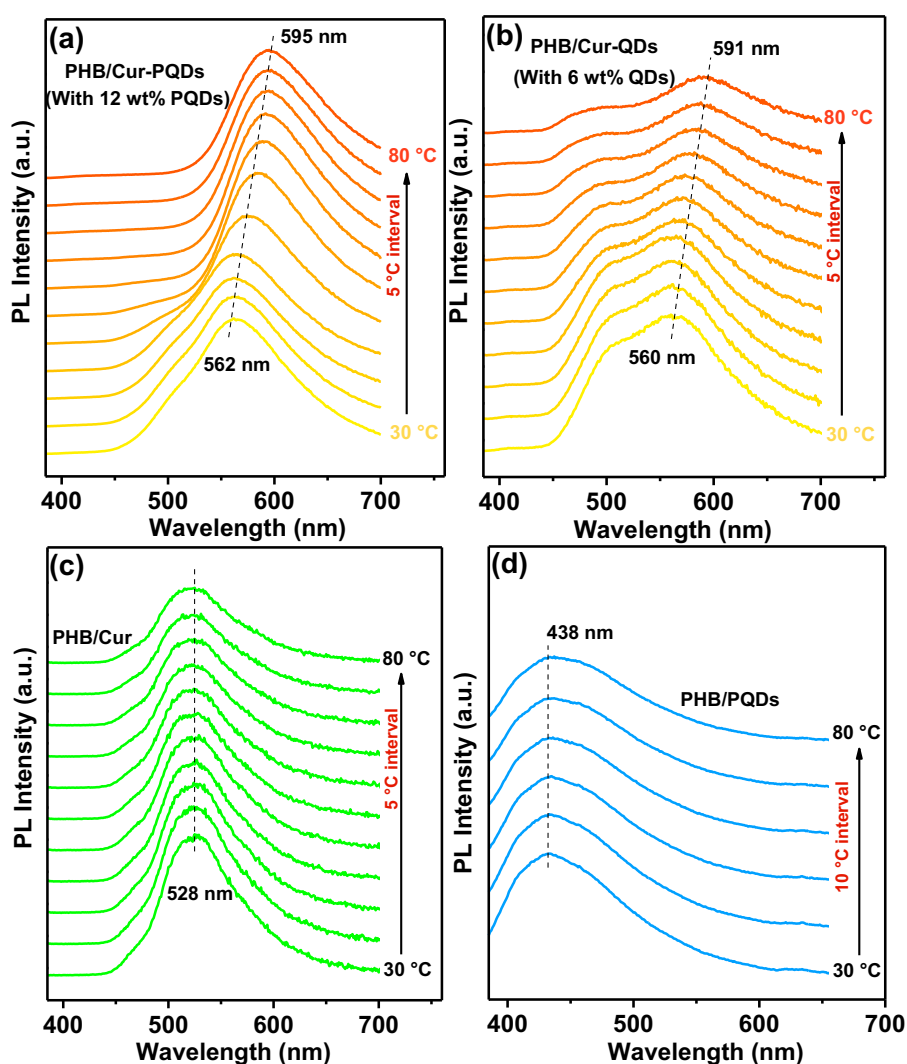 (a)
595 nm
PHB/Cur-PQDs
(With 12 wt% PQDs)
80 °C
5 °C interval
562 nm
30 °C
PL Intensity (a.u.)
400 500 600 700
Wavelength (nm)
(b)
591 nm
PHB/Cur-QDs
(With 6 wt% QDs)
80 °C
5 °C interval
560 nm
30 °C
PL Intensity (a.u.)
400 500 600 700
Wavelength (nm)
(c)
PHB/Cur
80 °C
5 °C interval
528 nm
30 °C
PL Intensity (a.u.)
400 500 600 700
Wavelength (nm)
(d)
438 nm
PHB/PQDs
80 °C
10 °C interval
30 °C
PL Intensity (a.u.)
400 500 600 700
Wavelength (nm)